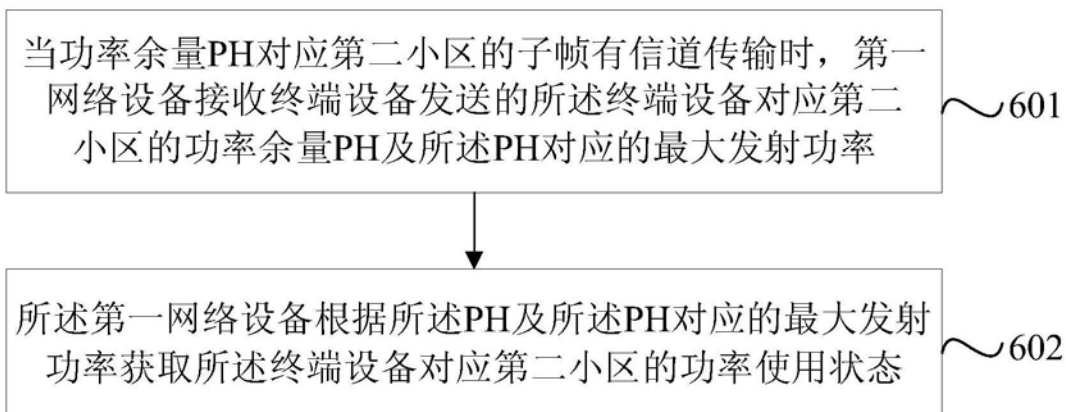 当功率余量PH对应第二小区的子帧有信道传输时，第一
网络设备接收终端设备发送的所述终端设备对应第二
小区的功率余量PH及所述PH对应的最大发射功率
601
所述第一网络设备根据所述PH及所述PH对应的最大发射
功率获取所述终端设备对应第二小区的功率使用状态
602